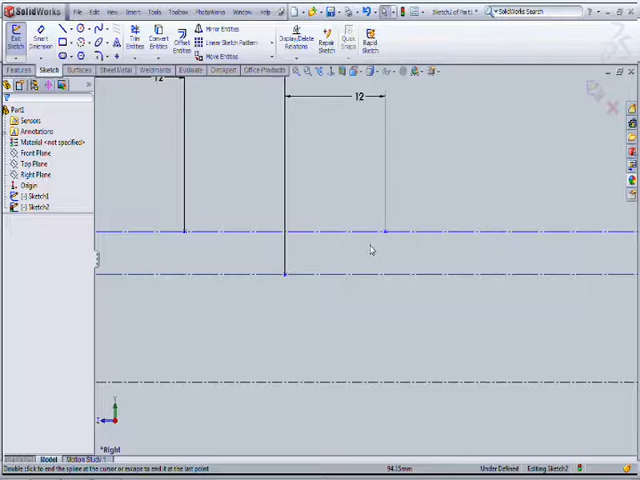 SolidWorks File Edit View Insert Tools Toolbox PhotoWorks Window Help Sketch2 of Part1 SolidWorks Search
Exit Sketch Smart Dimension Trim Entities Convert Entities Offset Entities Mirror Entities Linear Sketch Pattern Move Entities Display/Delete Relations Repair Sketch Quick Snaps Rapid Sketch
Features Sketch Surfaces Sheet Metal Weldments Evaluate DimXpert Office Products
Part1
Sensors
Annotations
Material <not specified>
Front Plane
Top Plane
Right Plane
Origin
(-) Sketch1
(-) Sketch2
12
12
Y
Z
*Right
Model Motion Study 1
Double click to end the spline at the cursor or escape to end it at the last point 94.15mm Under Defined Editing Sketch2